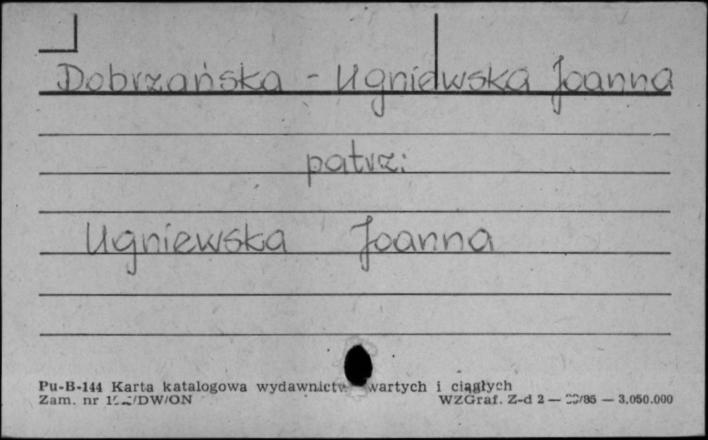 Dobrzańska - Ugniewska Joanna
patrz:
Ugniewska Joanna
Pu-B-144 Karta katalogowa wydawnictw zwartych i ciągłych
Zam. nr /DW/ON WZGraf. Z-d 2 — /85 — 3.050.000